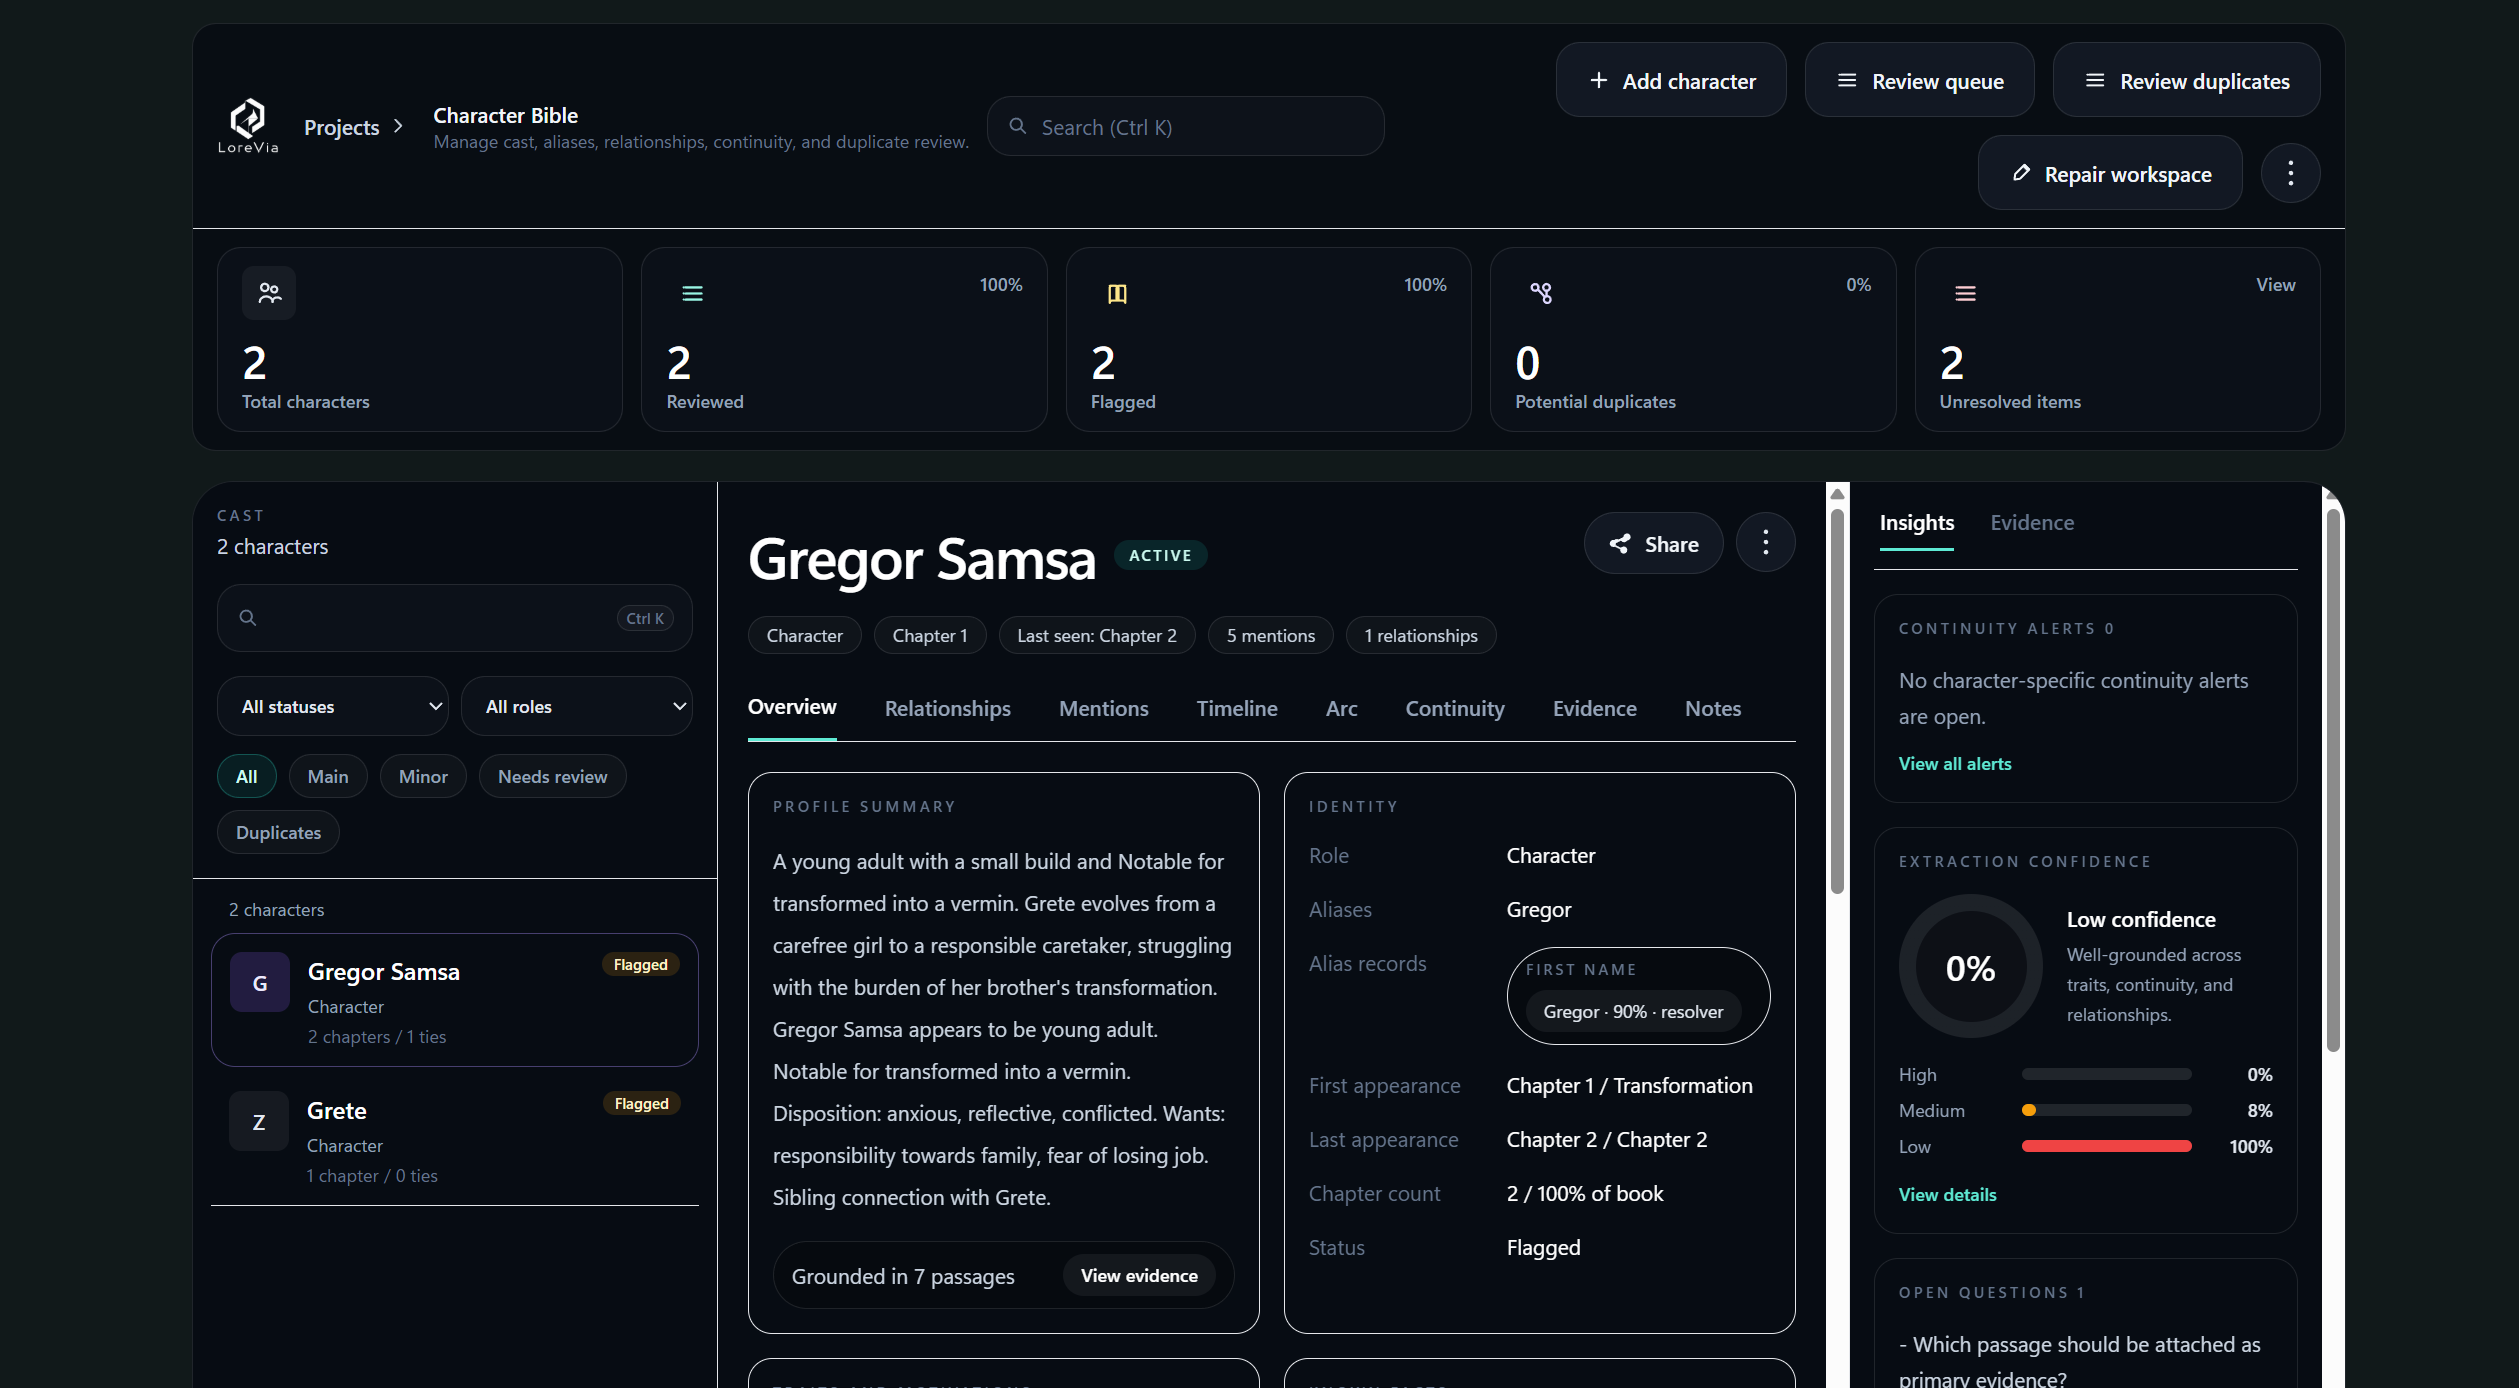 LoreVia
Projects
Character Bible
Manage cast, aliases, relationships, continuity, and duplicate review.
Search (Ctrl K)
Add character
Review queue
Review duplicates
Repair workspace
2
Total characters
100%
2
Reviewed
100%
2
Flagged
0%
0
Potential duplicates
View
2
Unresolved items
CAST
2 characters
Ctrl K
All statuses
All roles
All
Main
Minor
Needs review
Duplicates
2 characters
G
Gregor Samsa
Flagged
Character
2 chapters / 1 ties
Z
Grete
Flagged
Character
1 chapter / 0 ties
Gregor Samsa
ACTIVE
Share
Character
Chapter 1
Last seen: Chapter 2
5 mentions
1 relationships
Overview
Relationships
Mentions
Timeline
Arc
Continuity
Evidence
Notes
PROFILE SUMMARY
A young adult with a small build and Notable for
transformed into a vermin. Grete evolves from a
carefree girl to a responsible caretaker, struggling
with the burden of her brother's transformation.
Gregor Samsa appears to be young adult.
Notable for transformed into a vermin.
Disposition: anxious, reflective, conflicted. Wants:
responsibility towards family, fear of losing job.
Sibling connection with Grete.
Grounded in 7 passages
View evidence
IDENTITY
Role
Character
Aliases
Gregor
Alias records
FIRST NAME
Gregor · 90% · resolver
First appearance
Chapter 1 / Transformation
Last appearance
Chapter 2 / Chapter 2
Chapter count
2 / 100% of book
Status
Flagged
Insights
Evidence
CONTINUITY ALERTS 0
No character-specific continuity alerts
are open.
View all alerts
EXTRACTION CONFIDENCE
0%
Low confidence
Well-grounded across
traits, continuity, and
relationships.
High
0%
Medium
8%
Low
100%
View details
OPEN QUESTIONS 1
- Which passage should be attached as
primary evidence?